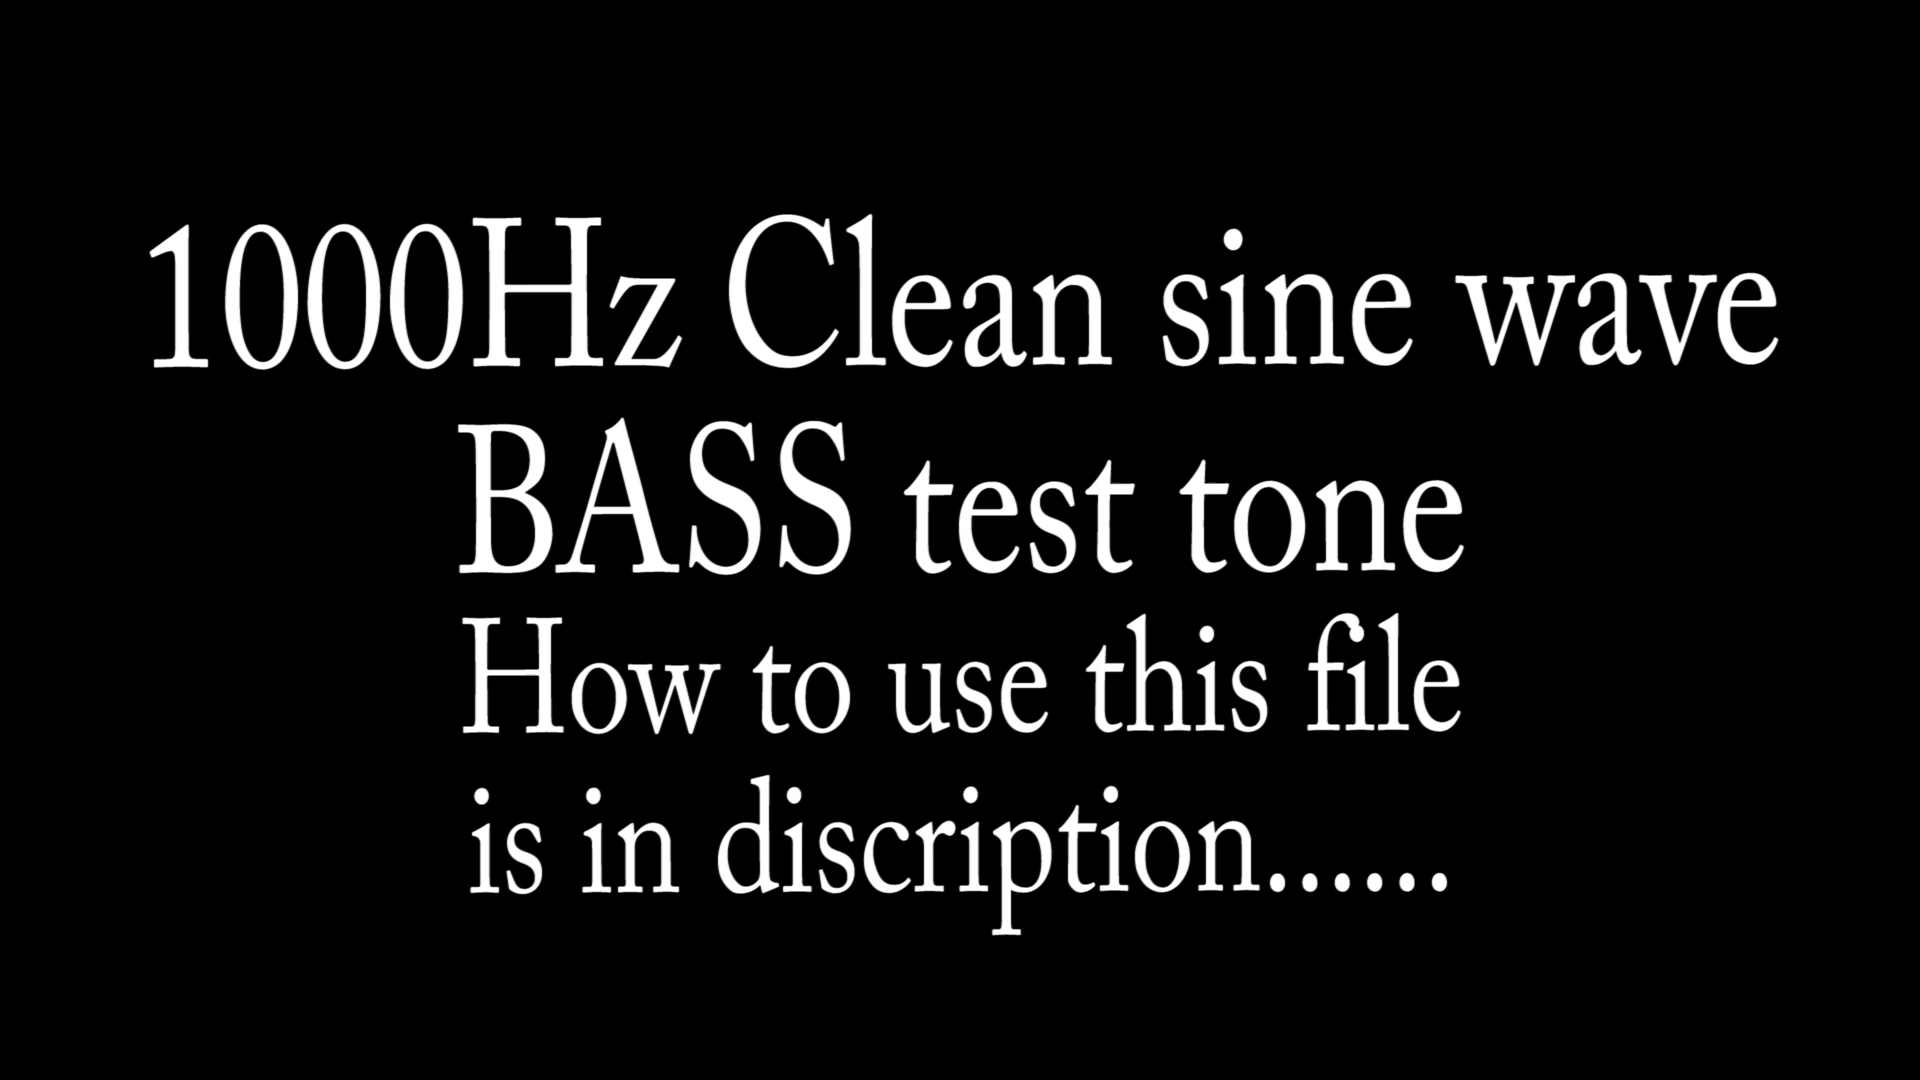 1000Hz Clean sine wave
BASS test tone
How to use this file
is in discription......